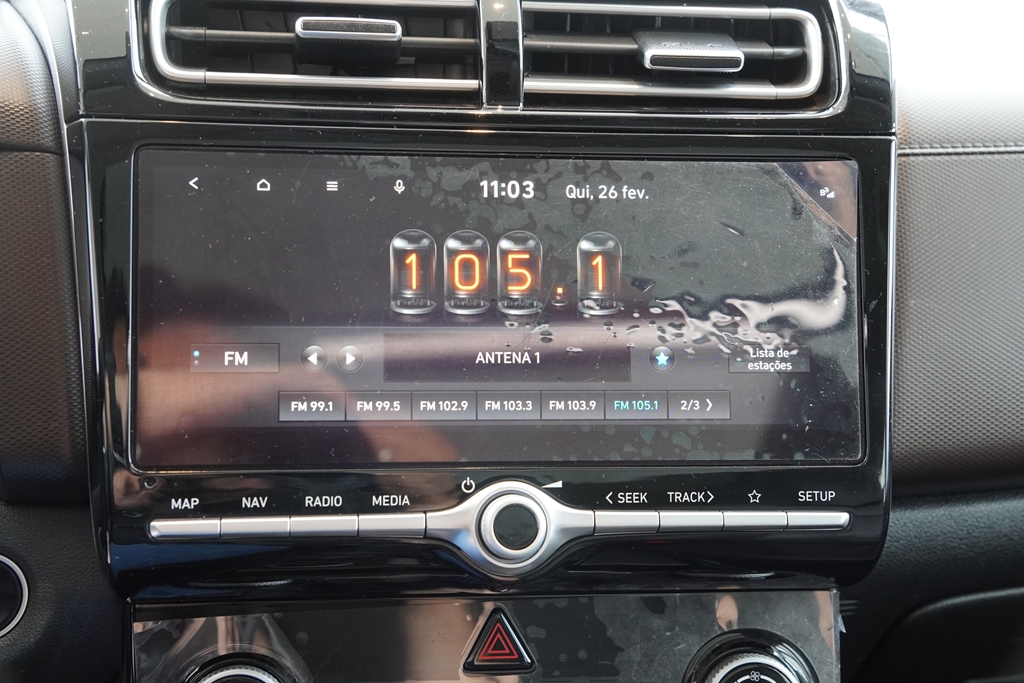 11:03 Qui, 26 fev.
105.1
FM ANTENA 1 Lista de
estações
FM 99.1 FM 99.5 FM 102.9 FM 103.3 FM 103.9 FM 105.1 2/3
MAP NAV RADIO MEDIA SEEK TRACK SETUP